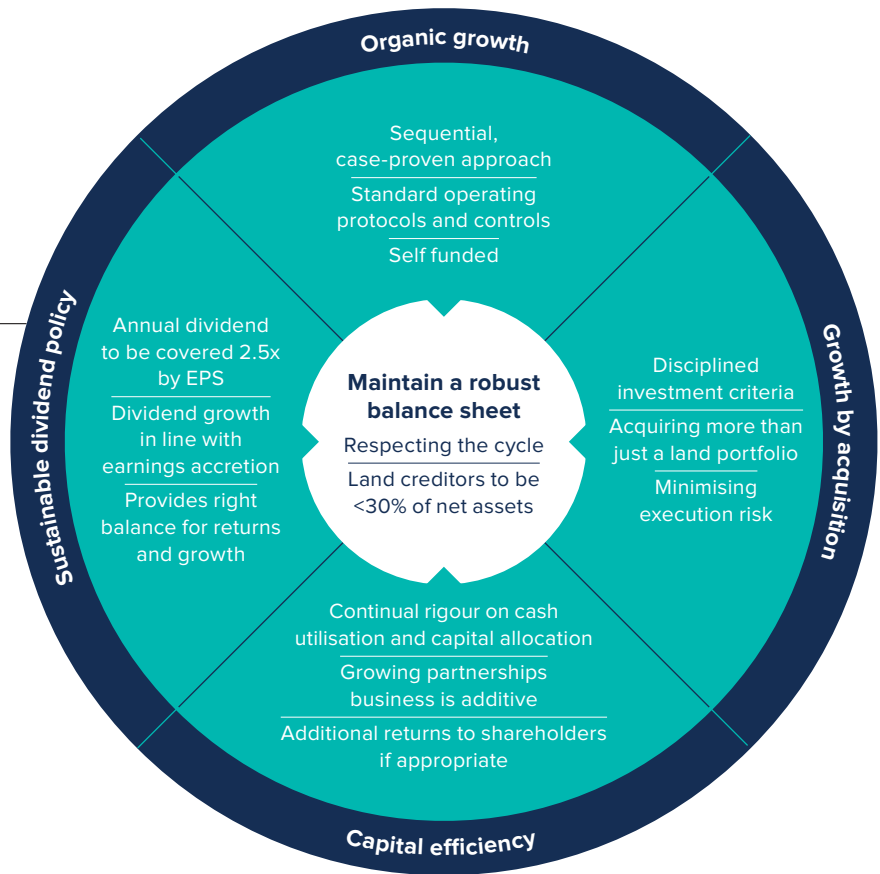 Organic growth
Sequential,
case-proven approach
Standard operating
protocols and controls
Self funded
Growth by acquisition
Disciplined
investment criteria
Acquiring more than
just a land portfolio
Minimising
execution risk
Capital efficiency
Continual rigour on cash
utilisation and capital allocation
Growing partnerships
business is additive
Additional returns to shareholders
if appropriate
Sustainable dividend policy
Annual dividend
to be covered 2.5x
by EPS
Dividend growth
in line with
earnings accretion
Provides right
balance for returns
and growth
Maintain a robust
balance sheet
Respecting the cycle
Land creditors to be
<30% of net assets